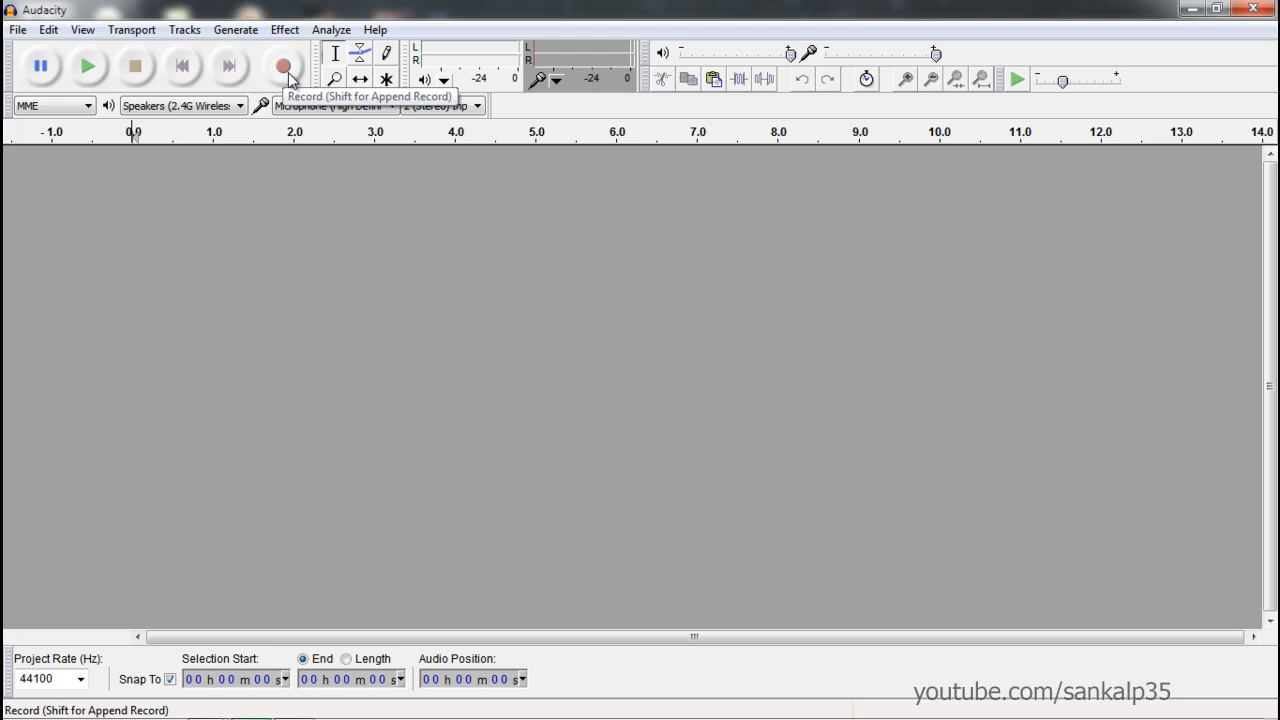 Audacity
File Edit View Transport Tracks Generate Effect Analyze Help
L
R
-24 0
L
R
-24 0
Record (Shift for Append Record)
MME
Speakers (2.4G Wireles:
Microphone (High Defini
2 (Stereo) Inp
- 1.0 0.0 1.0 2.0 3.0 4.0 5.0 6.0 7.0 8.0 9.0 10.0 11.0 12.0 13.0 14.0
Project Rate (Hz):
44100
Snap To
Selection Start:
00 h 00 m 00 s
End Length
00 h 00 m 00 s
Audio Position:
00 h 00 m 00 s
youtube.com/sankalp35
Record (Shift for Append Record)